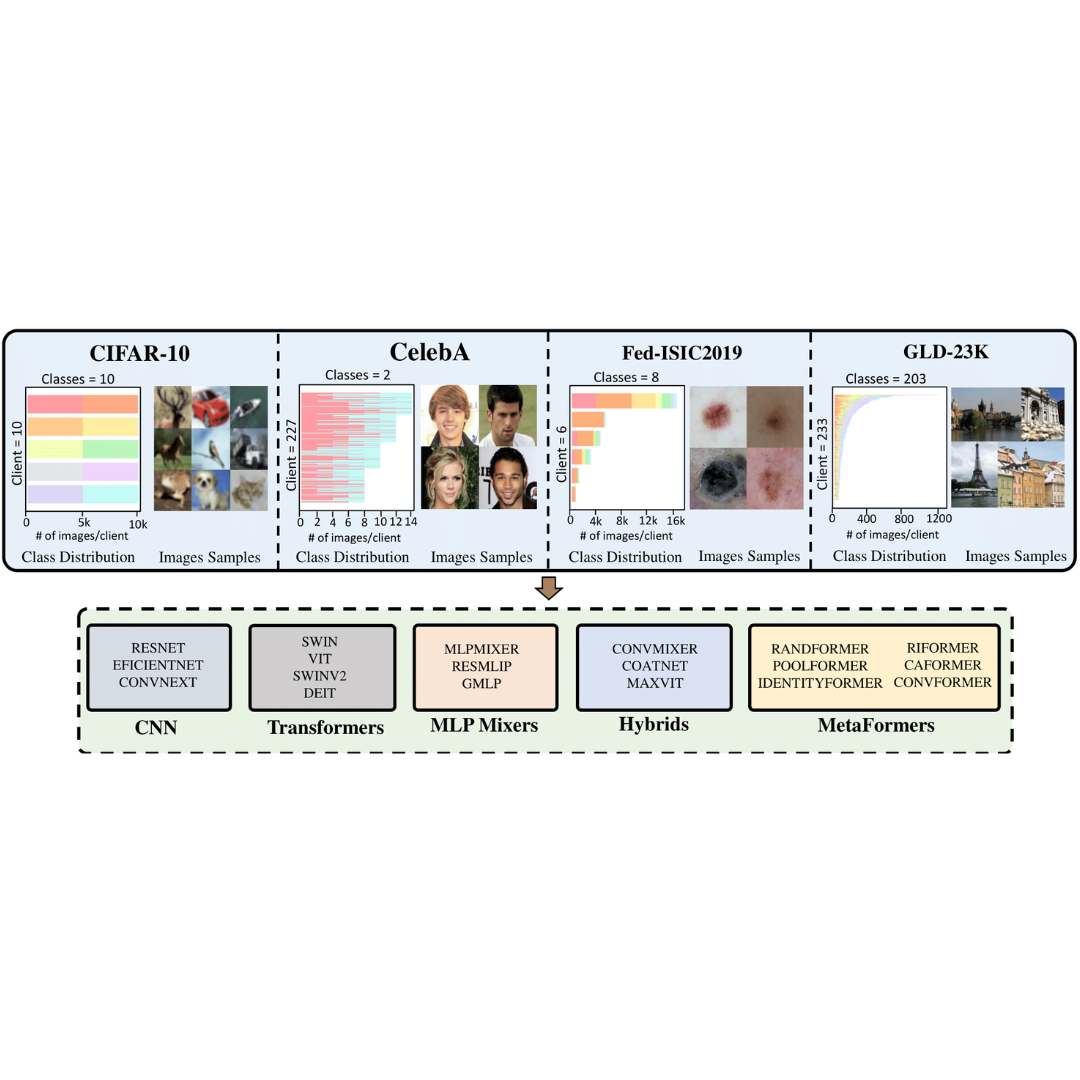 CIFAR-10
Classes = 10
Client = 10
0 5k 10k
# of images/client
Class Distribution
Images Samples
CelebA
Classes = 2
Client = 227
0 2 4 6 8 10 12 14
# of images/client
Class Distribution
Images Samples
Fed-ISIC2019
Classes = 8
Client = 6
0 4k 8k 12k 16k
# of images/client
Class Distribution
Images Samples
GLD-23K
Classes = 203
Client = 233
0 400 800 1200
# of images/client
Class Distribution
Images Samples
RESNET
EFICIENTNET
CONVNEXT
CNN
SWIN
VIT
SWINV2
DEIT
Transformers
MLPMIXER
RESMLIP
GMLP
MLP Mixers
CONVMIXER
COATNET
MAXVIT
Hybrids
RANDFORMER
POOLFORMER
IDENTITYFORMER
RIFORMER
CAFORMER
CONVFORMER
MetaFormers